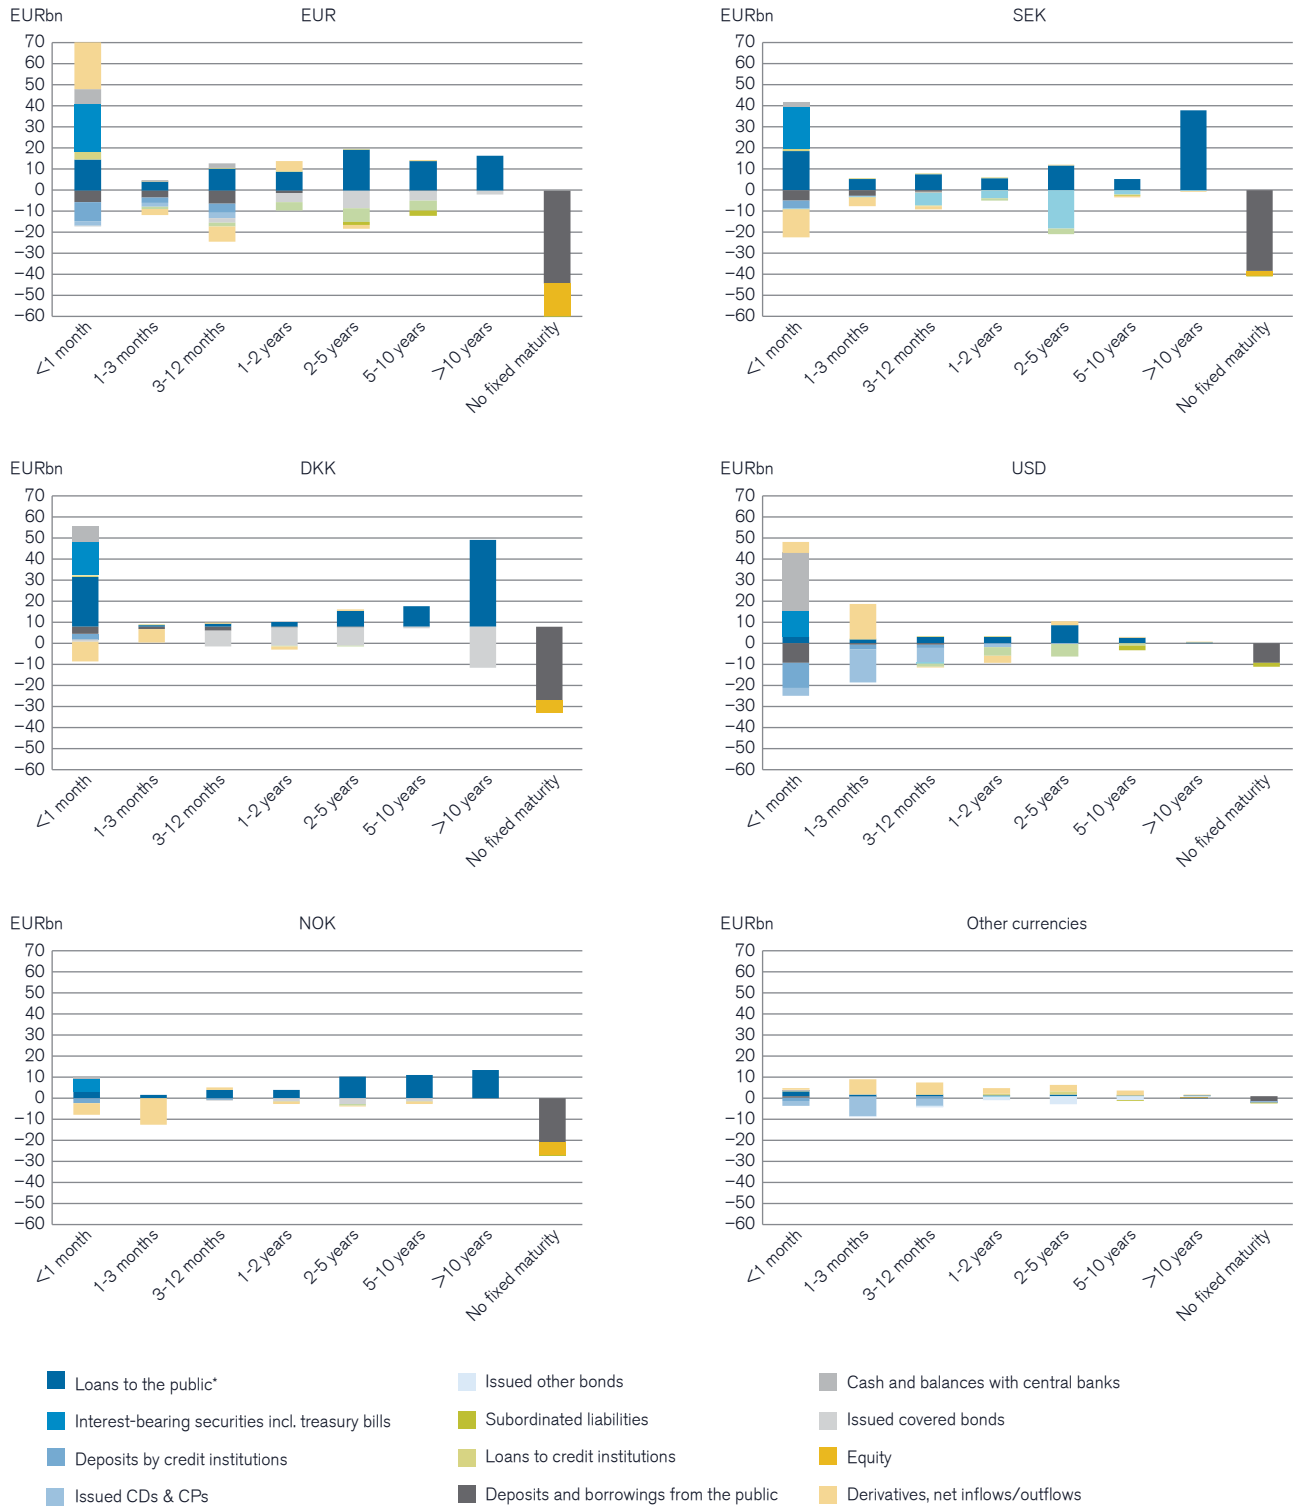 EURbn EUR
70
60
50
40
30
20
10
0
−10
−20
−30
−40
−50
−60
<1 month
1-3 months
3-12 months
1-2 years
2-5 years
5-10 years
>10 years
No fixed maturity
EURbn SEK
70
60
50
40
30
20
10
0
−10
−20
−30
−40
−50
−60
<1 month
1-3 months
3-12 months
1-2 years
2-5 years
5-10 years
>10 years
No fixed maturity
EURbn DKK
70
60
50
40
30
20
10
0
−10
−20
−30
−40
−50
−60
<1 month
1-3 months
3-12 months
1-2 years
2-5 years
5-10 years
>10 years
No fixed maturity
EURbn USD
70
60
50
40
30
20
10
0
−10
−20
−30
−40
−50
−60
<1 month
1-3 months
3-12 months
1-2 years
2-5 years
5-10 years
>10 years
No fixed maturity
EURbn NOK
70
60
50
40
30
20
10
0
−10
−20
−30
−40
−50
−60
<1 month
1-3 months
3-12 months
1-2 years
2-5 years
5-10 years
>10 years
No fixed maturity
EURbn Other currencies
70
60
50
40
30
20
10
0
−10
−20
−30
−40
−50
−60
<1 month
1-3 months
3-12 months
1-2 years
2-5 years
5-10 years
>10 years
No fixed maturity
Loans to the public*
Interest-bearing securities incl. treasury bills
Deposits by credit institutions
Issued CDs & CPs
Issued other bonds
Subordinated liabilities
Loans to credit institutions
Deposits and borrowings from the public
Cash and balances with central banks
Issued covered bonds
Equity
Derivatives, net inflows/outflows